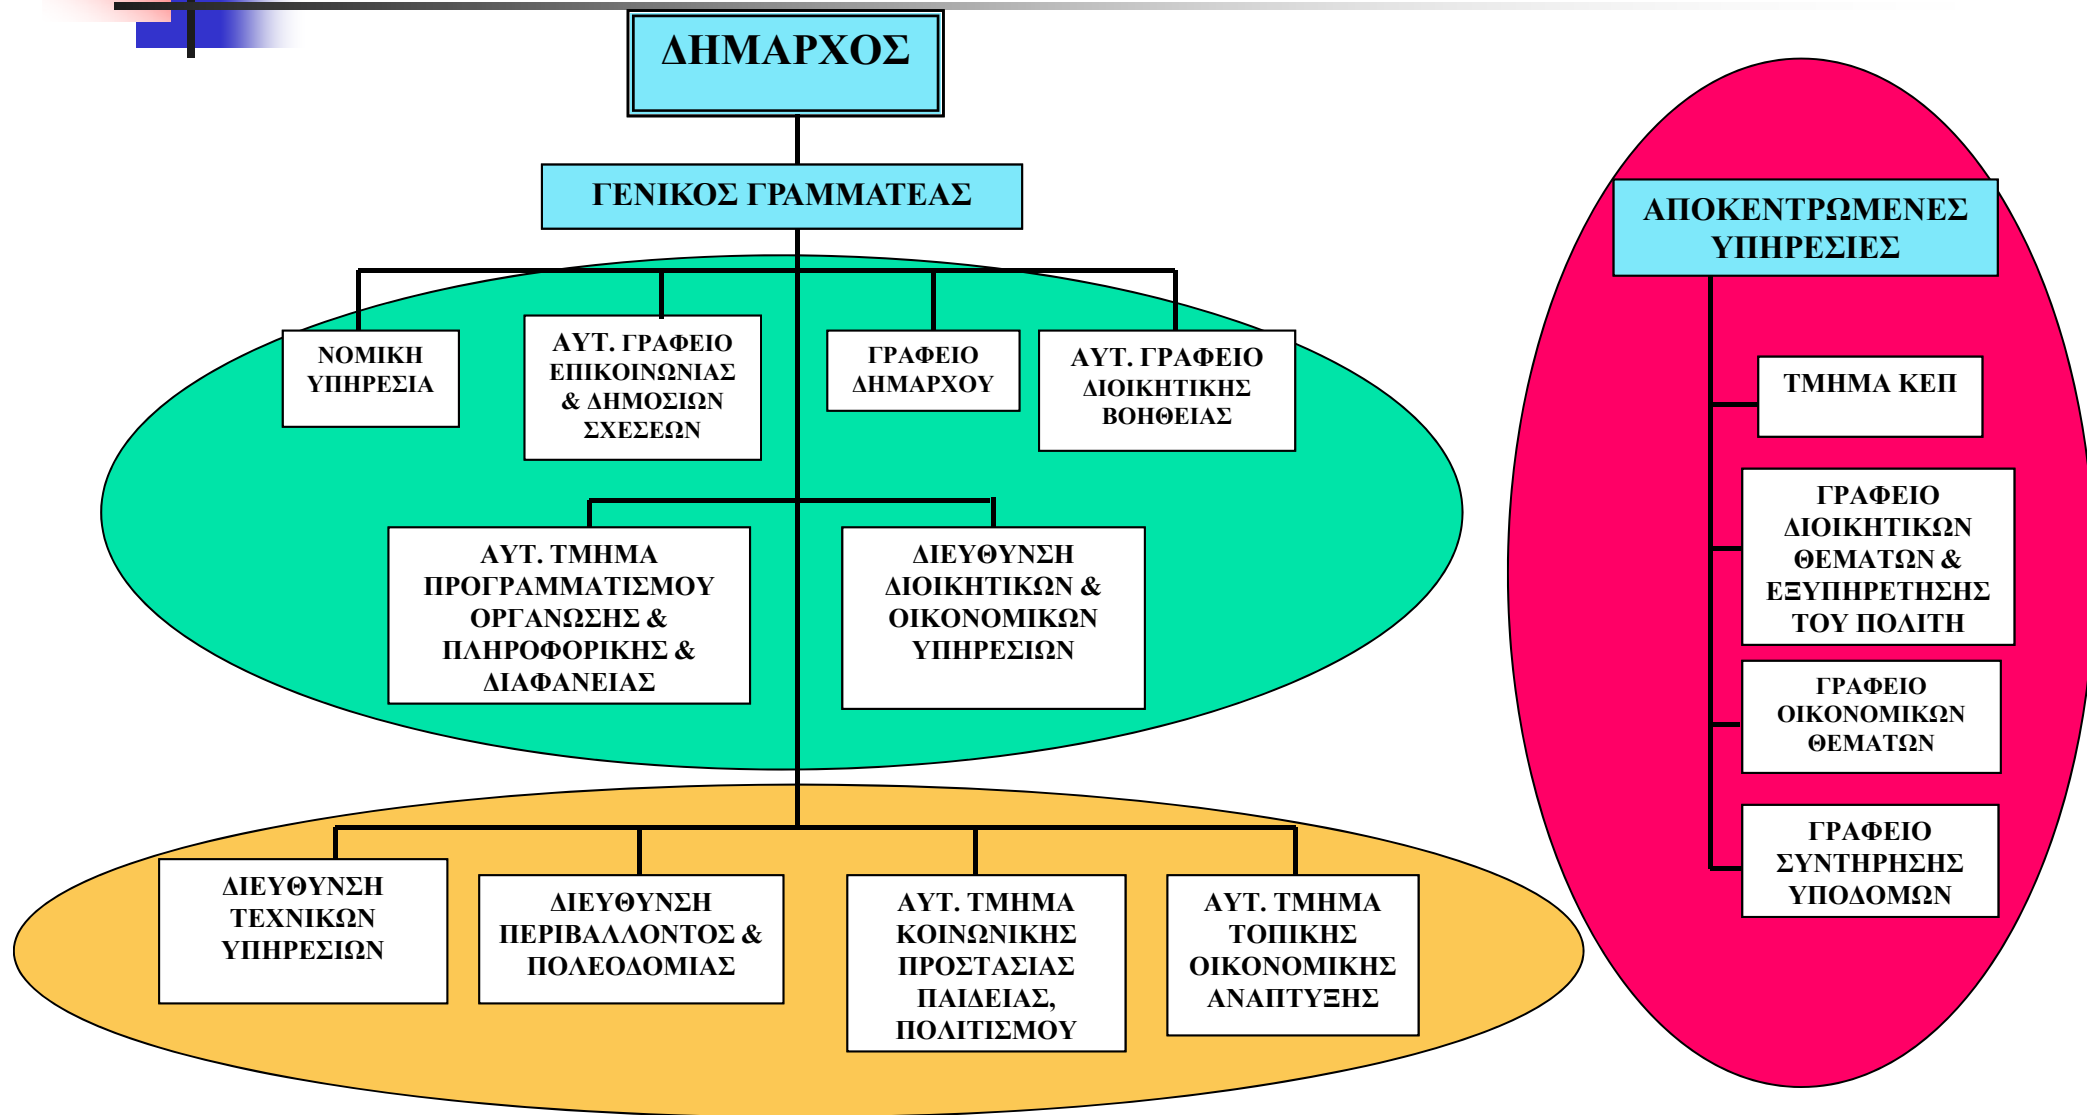 ΔΗΜΑΡΧΟΣ
ΓΕΝΙΚΟΣ ΓΡΑΜΜΑΤΕΑΣ
ΝΟΜΙΚΗ
ΥΠΗΡΕΣΙΑ
ΑΥΤ. ΓΡΑΦΕΙΟ
ΕΠΙΚΟΙΝΩΝΙΑΣ
& ΔΗΜΟΣΙΩΝ
ΣΧΕΣΕΩΝ
ΓΡΑΦΕΙΟ
ΔΗΜΑΡΧΟΥ
ΑΥΤ. ΓΡΑΦΕΙΟ
ΔΙΟΙΚΗΤΙΚΗΣ
ΒΟΗΘΕΙΑΣ
ΑΥΤ. ΤΜΗΜΑ
ΠΡΟΓΡΑΜΜΑΤΙΣΜΟΥ
ΟΡΓΑΝΩΣΗΣ &
ΠΛΗΡΟΦΟΡΙΚΗΣ &
ΔΙΑΦΑΝΕΙΑΣ
ΔΙΕΥΘΥΝΣΗ
ΔΙΟΙΚΗΤΙΚΩΝ &
ΟΙΚΟΝΟΜΙΚΩΝ
ΥΠΗΡΕΣΙΩΝ
ΔΙΕΥΘΥΝΣΗ
ΤΕΧΝΙΚΩΝ
ΥΠΗΡΕΣΙΩΝ
ΔΙΕΥΘΥΝΣΗ
ΠΕΡΙΒΑΛΛΟΝΤΟΣ &
ΠΟΛΕΟΔΟΜΙΑΣ
ΑΥΤ. ΤΜΗΜΑ
ΚΟΙΝΩΝΙΚΗΣ
ΠΡΟΣΤΑΣΙΑΣ
ΠΑΙΔΕΙΑΣ,
ΠΟΛΙΤΙΣΜΟΥ
ΑΥΤ. ΤΜΗΜΑ
ΤΟΠΙΚΗΣ
ΟΙΚΟΝΟΜΙΚΗΣ
ΑΝΑΠΤΥΞΗΣ
ΑΠΟΚΕΝΤΡΩΜΕΝΕΣ
ΥΠΗΡΕΣΙΕΣ
ΤΜΗΜΑ ΚΕΠ
ΓΡΑΦΕΙΟ
ΔΙΟΙΚΗΤΙΚΩΝ
ΘΕΜΑΤΩΝ &
ΕΞΥΠΗΡΕΤΗΣΗΣ
ΤΟΥ ΠΟΛΙΤΗ
ΓΡΑΦΕΙΟ
ΟΙΚΟΝΟΜΙΚΩΝ
ΘΕΜΑΤΩΝ
ΓΡΑΦΕΙΟ
ΣΥΝΤΗΡΗΣΗΣ
ΥΠΟΔΟΜΩΝ